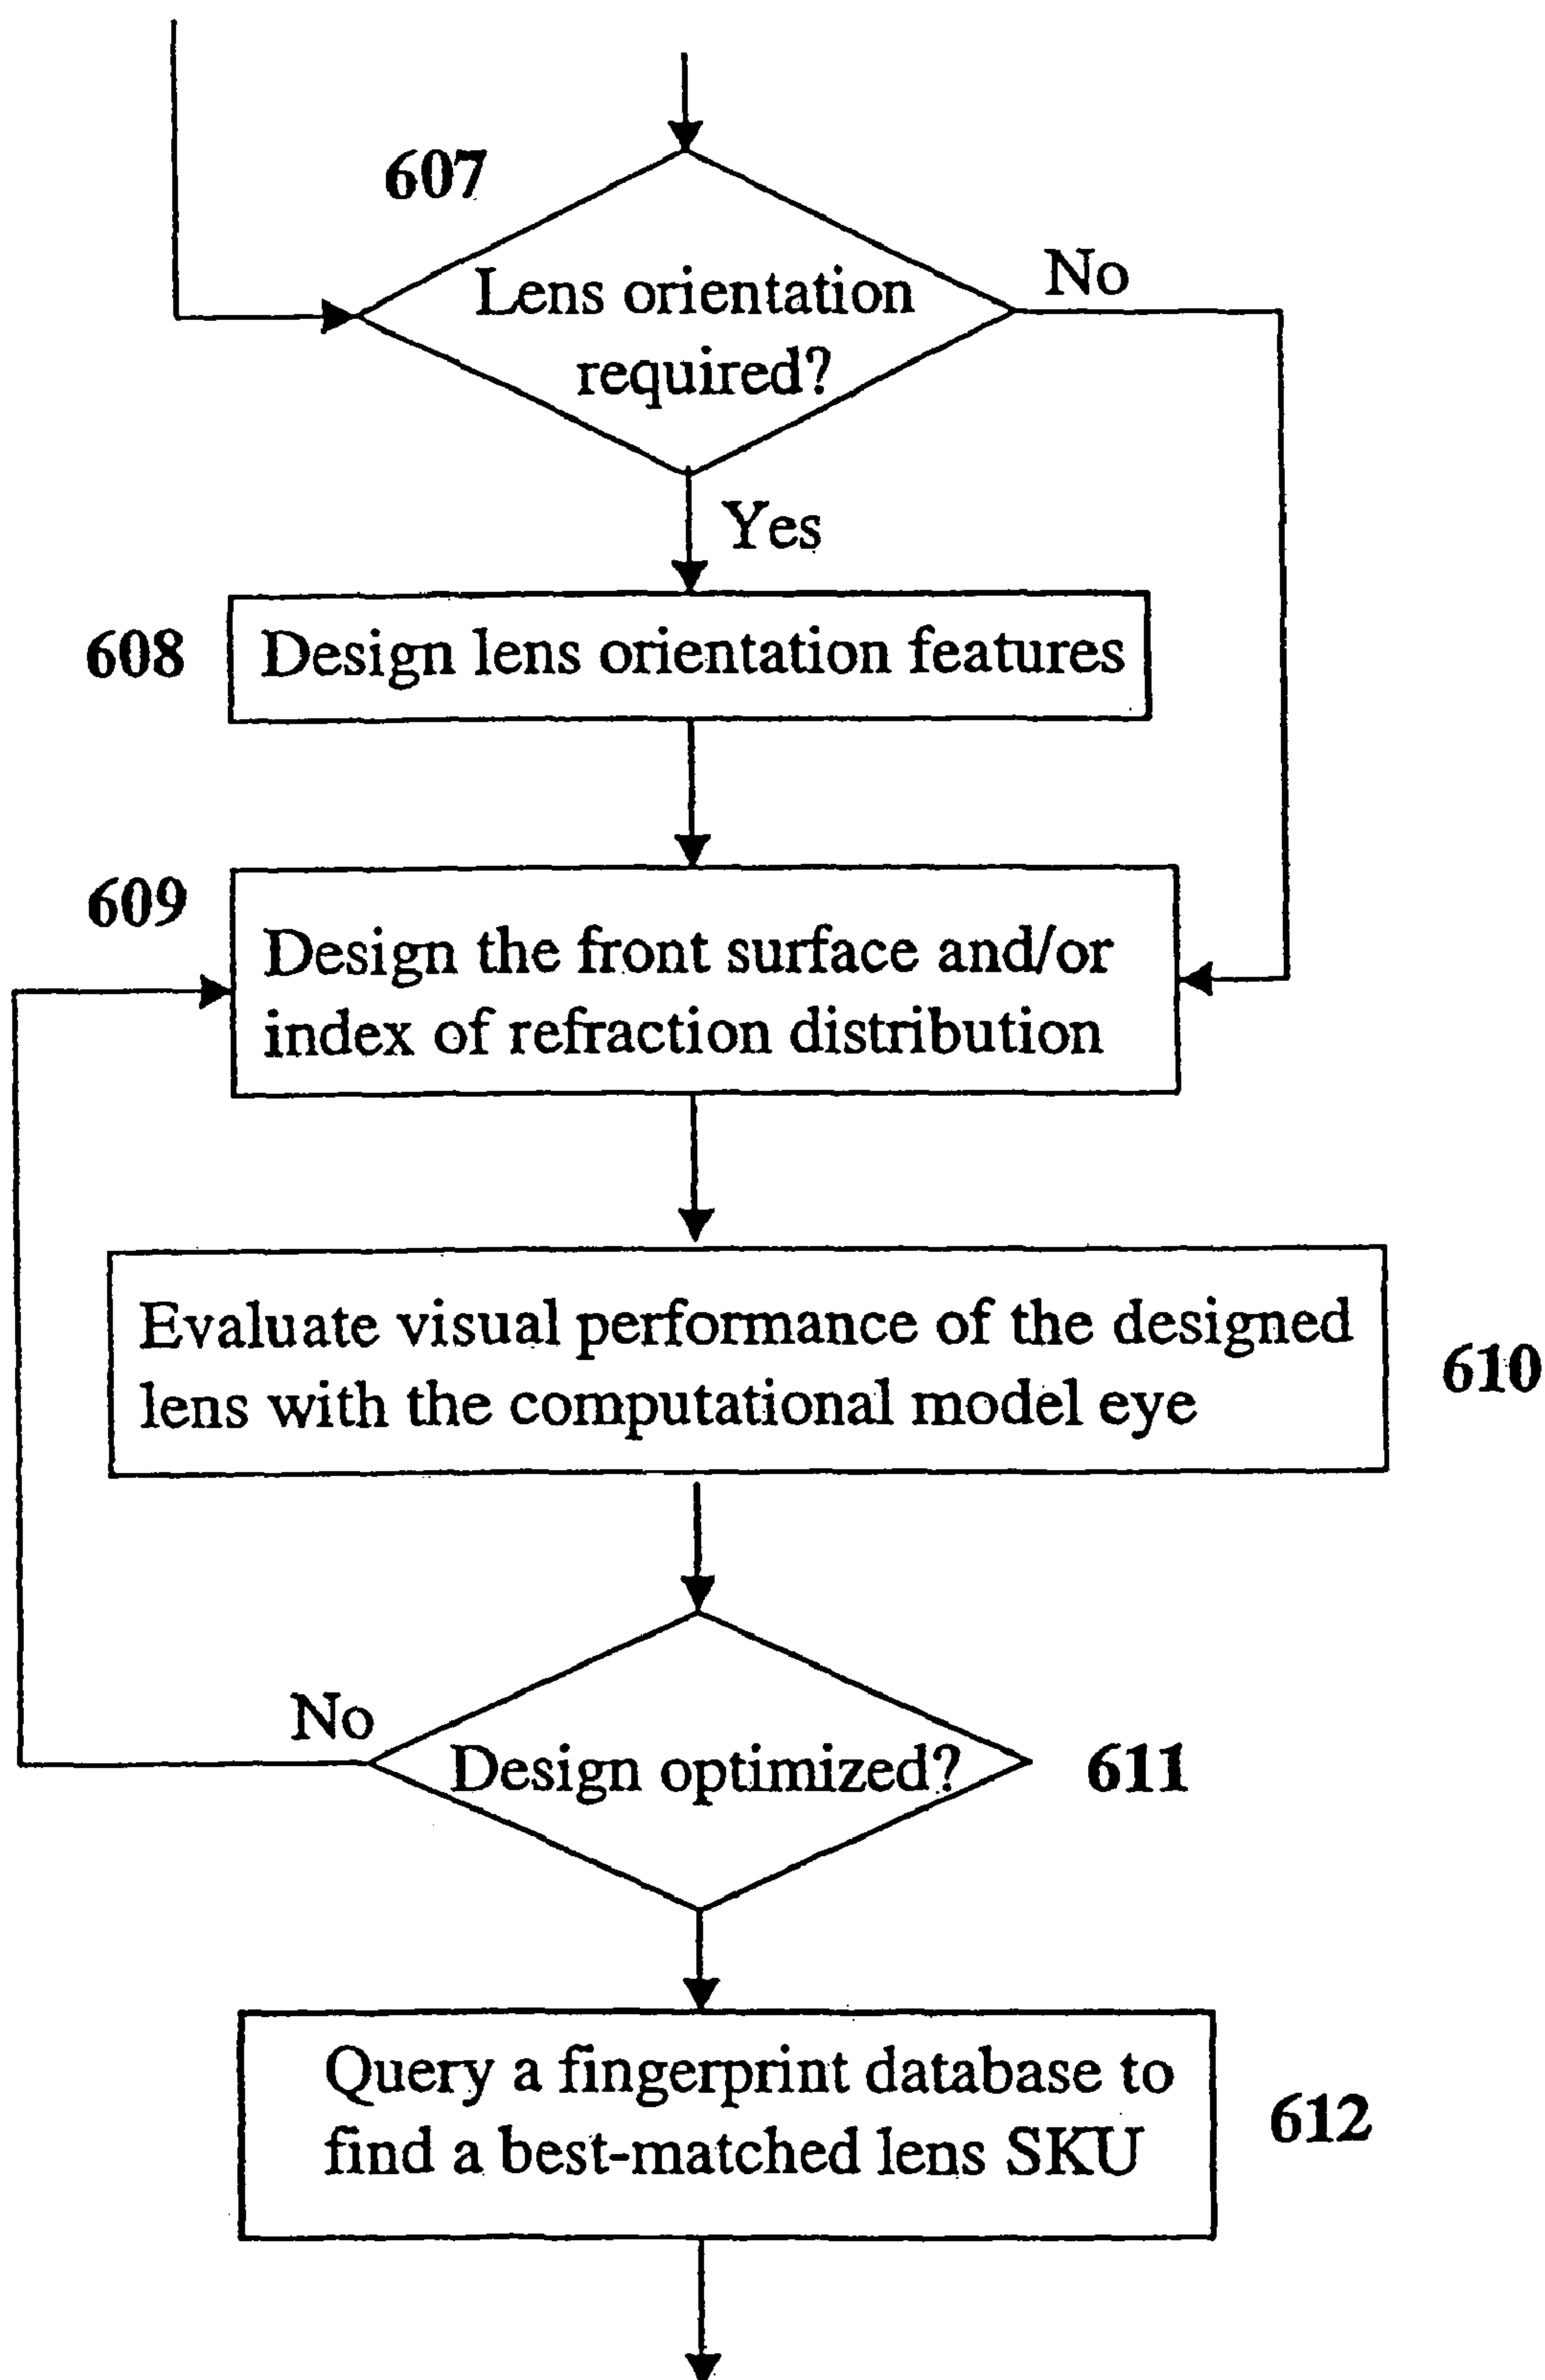 607
Lens orientation
required?
No
Yes
608
Design lens orientation features
609
Design the front surface and/or
index of refraction distribution
Evaluate visual performance of the designed
lens with the computational model eye
610
No
Design optimized?
611
Query a fingerprint database to
find a best-matched lens SKU
612